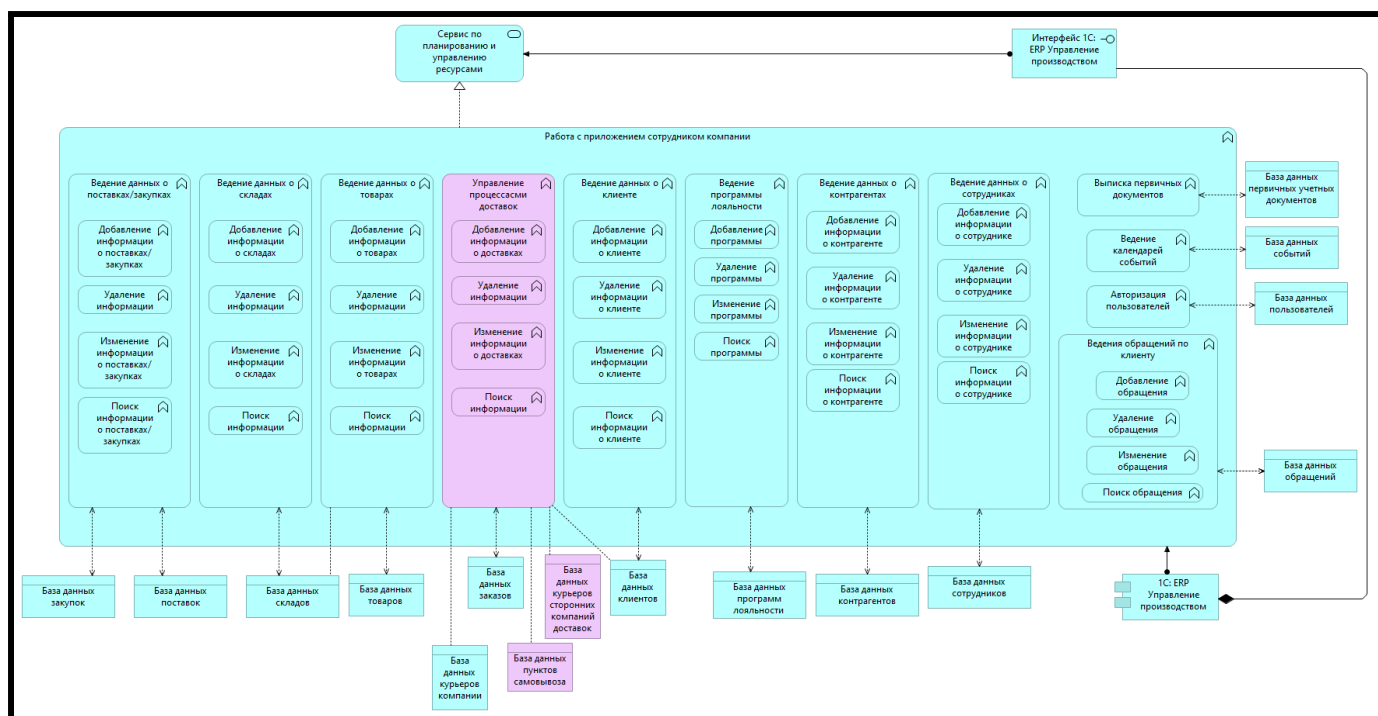 Сервис по
планированию и
управлению
ресурсами
Интерфейс 1С:
ERP Управление
производством
Работа с приложением сотрудником компании
Ведение данных о
поставках/закупках
Добавление
информации
о поставках/
закупках
Удаление
информации
Изменение
информации
о поставках/
закупках
Поиск
информации
о поставках/
закупках
Ведение данных о
складах
Добавление
информации
о складах
Удаление
информации
Изменение
информации
о складах
Поиск
информации
Ведение данных о
товарах
Добавление
информации
о товарах
Удаление
информации
Изменение
информации
о товарах
Поиск
информации
Управление
процессасми
доставок
Добавление
информации
о доставках
Удаление
информации
Изменение
информации
о доставках
Поиск
информации
Ведение данных о
клиенте
Добавление
информации
о клиенте
Удаление
информации
о клиенте
Изменение
информации
о клиенте
Поиск
информации
о клиенте
Ведение
программы
лояльности
Добавление
программы
Удаление
программы
Изменение
программы
Поиск
программы
Ведение данных о
контрагентах
Добавление
информации
о контрагенте
Удаление
информации
о контрагенте
Изменение
информации
о контрагенте
Поиск
информации
о контрагенте
Ведение данных о
сотрудниках
Добавление
информации
о сотруднике
Удаление
информации
о сотруднике
Изменение
информации
о сотруднике
Поиск
информации
о сотруднике
Выписка первичных
документов
Ведение
календарей
событий
Авторизация
пользователей
Ведения обращений по
клиенту
Добавление
обращения
Удаление
обращения
Изменение
обращения
Поиск обращения
База данных
первичных учетных
документов
База данных
событий
База данных
пользователей
База данных
обращений
База данных
закупок
База данных
поставок
База данных
складов
База данных
товаров
База
данных
заказов
База
данных
курьеров
сторонних
компаний
доставок
База
данных
клиентов
База данных
программ
лояльности
База данных
контрагентов
База данных
сотрудников
1С: ERP
Управление
производством
База
данных
курьеров
компании
База данных
пунктов
самовывоза